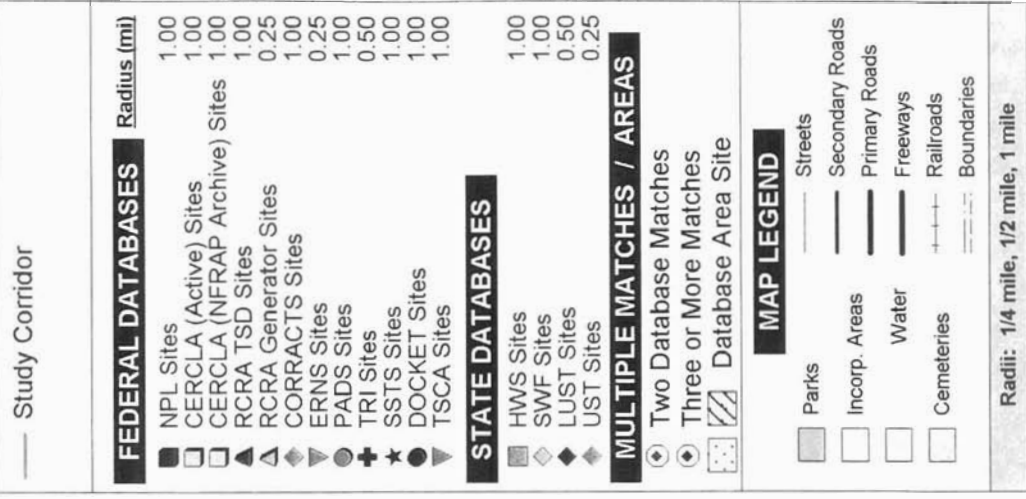 Study Corridor
FEDERAL DATABASES Radius (mi)
NPL Sites 1.00
CERCLA (Active) Sites 1.00
CERCLA (NFRAP Archive) Sites 1.00
RCRA TSD Sites 1.00
RCRA Generator Sites 0.25
CORRACTS Sites 1.00
ERNS Sites 0.25
PADS Sites 1.00
TRI Sites 0.50
SSTS Sites 1.00
DOCKET Sites 1.00
TSCA Sites 1.00
STATE DATABASES
HWS Sites 1.00
SWF Sites 1.00
LUST Sites 0.50
UST Sites 0.25
MULTIPLE MATCHES / AREAS
Two Database Matches
Three or More Matches
Database Area Site
MAP LEGEND
Parks
Incorp. Areas
Water
Cemeteries
Streets
Secondary Roads
Primary Roads
Freeways
Railroads
Boundaries
Radii: 1/4 mile, 1/2 mile, 1 mile